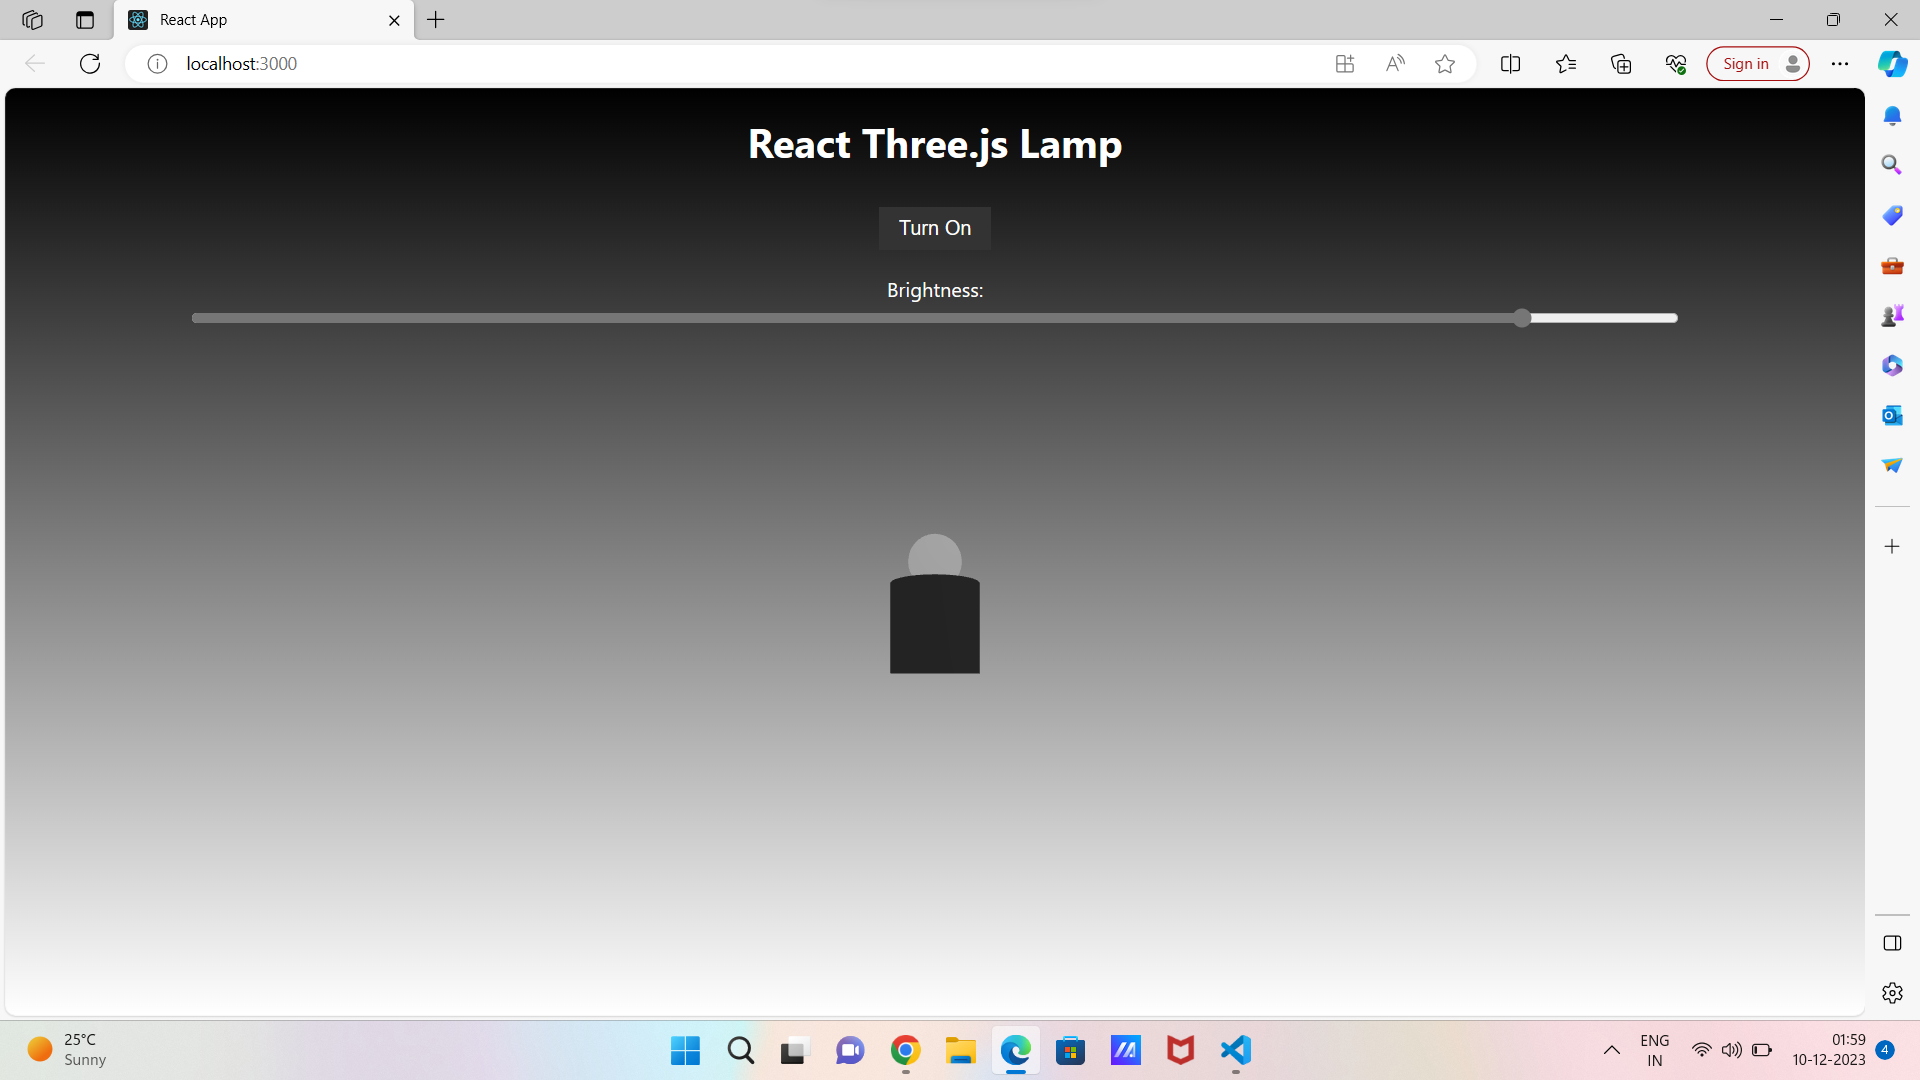 React App
localhost:3000
Sign in
React Three.js Lamp
Turn On
Brightness:
25°C
Sunny
ENG
IN
01:59
10-12-2023
4